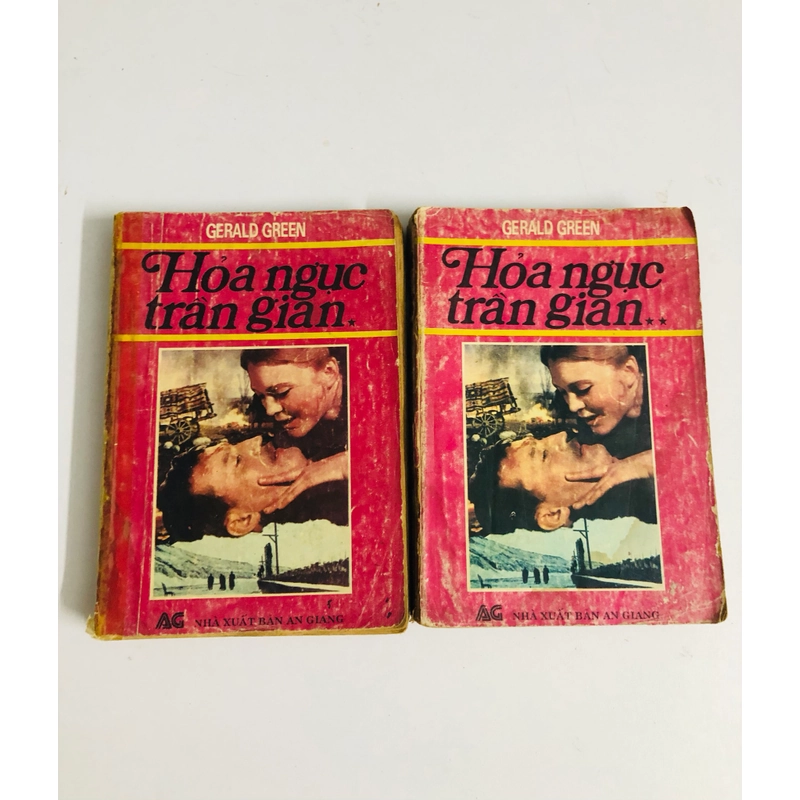 GERALD GREEN
Hỏa ngục
trần gian*
AG NHÀ XUẤT BẢN AN GIANG
GERALD GREEN
Hỏa ngục
trần gian**
AG NHÀ XUẤT BẢN AN GIANG